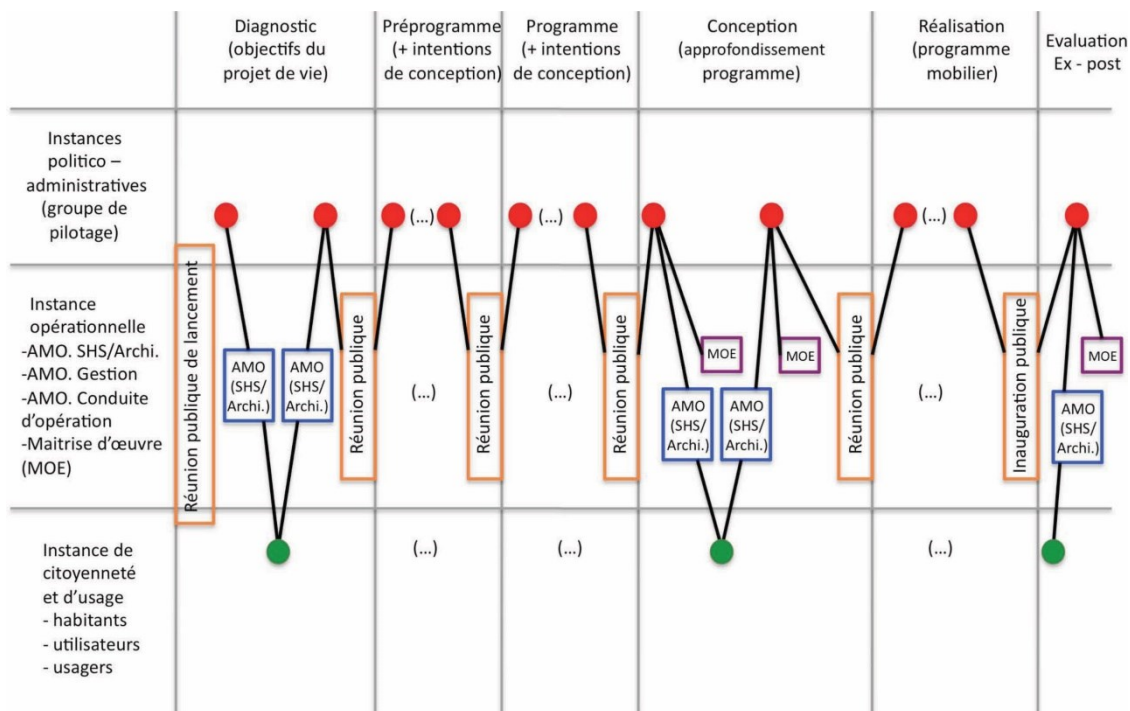 Diagnostic
(objectifs du
projet de vie)
Préprogramme
(+ intentions
de conception)
Programme
(+ intentions
de conception)
Conception
(approfondissement
programme)
Réalisation
(programme
mobilier)
Evaluation
Ex - post
Instances
politico –
administratives
(groupe de
pilotage)
(...)
(...)
(...)
Instance
opérationnelle
-AMO. SHS/Archi.
-AMO. Gestion
-AMO. Conduite
d’opération
-Maitrise d’œuvre
(MOE)
Réunion publique de lancement
AMO
(SHS/
Archi.)
AMO
(SHS/
Archi.)
Réunion publique
(...)
Réunion publique
(...)
Réunion publique
MOE
AMO
(SHS/
Archi.)
MOE
AMO
(SHS/
Archi.)
Réunion publique
(...)
Inauguration publique
MOE
AMO
(SHS/
Archi.)
Instance de
citoyenneté
et d’usage
- habitants
- utilisateurs
- usagers
(...)
(...)
(...)